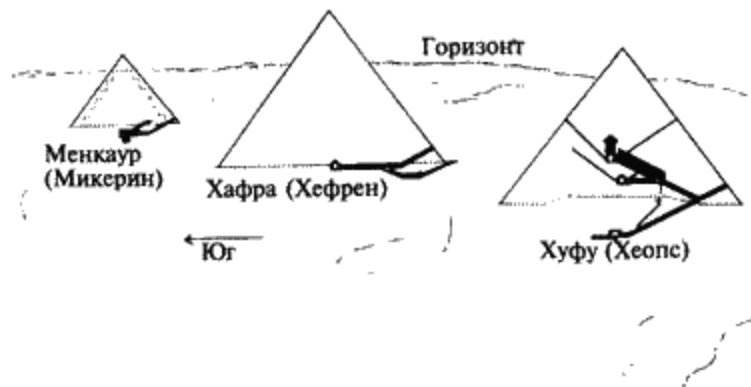 Горизонт
Менкаур
(Микерин)
Хафра (Хефрен)
Хуфу (Хеопс)
Юг